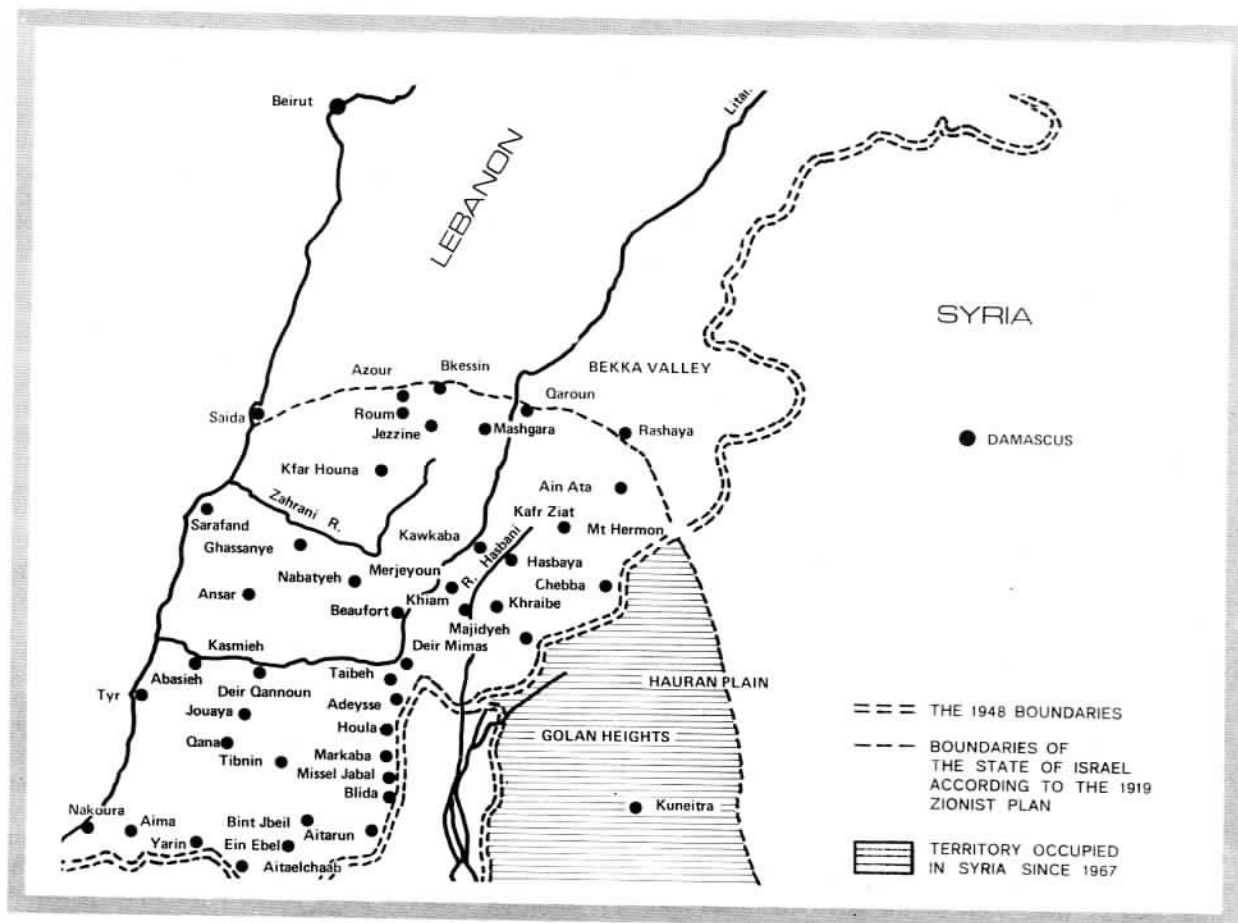 Beirut
Litani
LEBANON
SYRIA
BEKKA VALLEY
Azour
Bkessin
Qaroun
Saida
Roum
Jezzine
Mashgara
Rashaya
DAMASCUS
Kfar Houna
Ain Ata
Zahrani R.
Kafr Ziat
Mt Hermon
Sarafand
Kawkaba
R. Hasbani
Ghassanye
Hasbaya
Merjeyoun
Nabatyeh
Chebba
Ansar
Khiam
Khraibe
Beaufort
Majidyeh
Kasmieh
Deir Mimas
Abasieh
Taibeh
Deir Qannoun
HAURAN PLAIN
Tyr
Adeysse
Jouaya
Houla
GOLAN HEIGHTS
Qana
Markaba
Tibnin
Missel Jabal
Blida
Kuneitra
Nakoura
Aima
Bint Jbeil
Aitarun
Yarin
Ein Ebel
Aitaelchaab
THE 1948 BOUNDARIES
BOUNDARIES OF
THE STATE OF ISRAEL
ACCORDING TO THE 1919
ZIONIST PLAN
TERRITORY OCCUPIED
IN SYRIA SINCE 1967